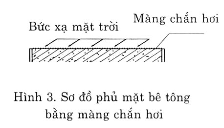 Màng chắn hơi
Bức xạ mặt trời
Hình 3. Sơ đồ phủ mặt bê tông
bằng màng chắn hơi